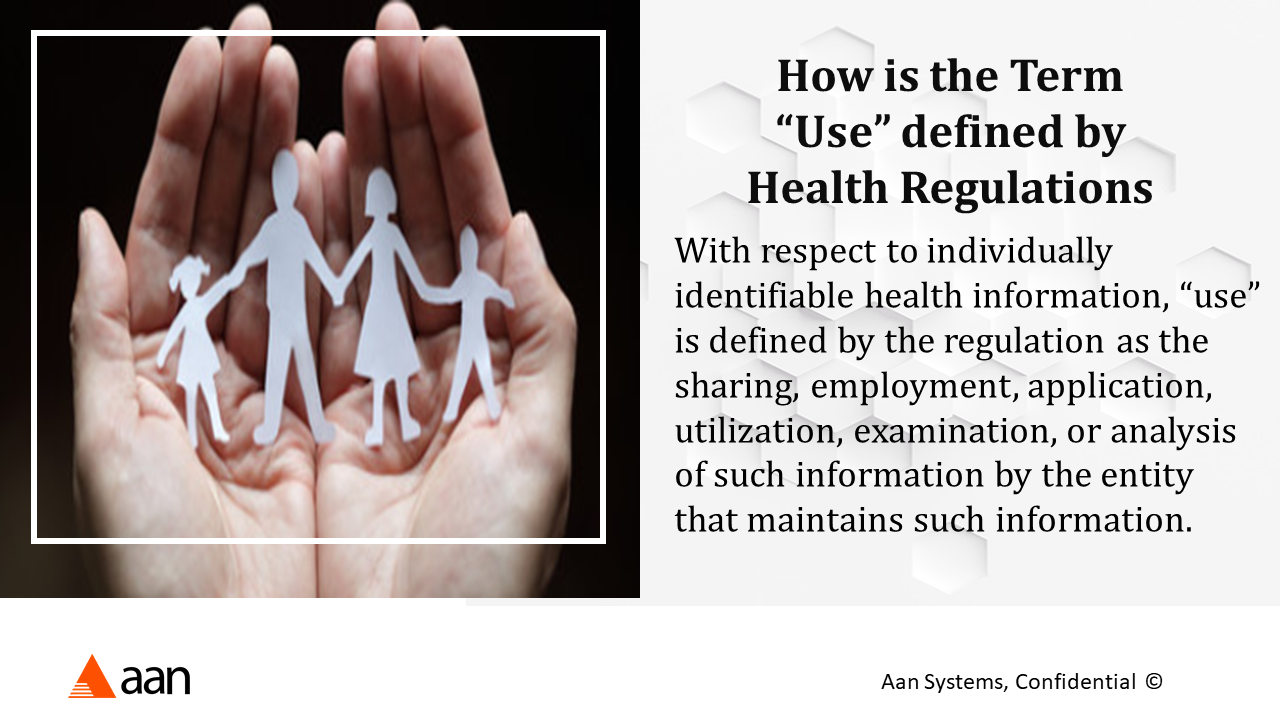 How is the Term
“Use” defined by
Health Regulations
With respect to individually
identifiable health information, “use”
is defined by the regulation as the
sharing, employment, application,
utilization, examination, or analysis
of such information by the entity
that maintains such information.
aan
Aan Systems, Confidential ©